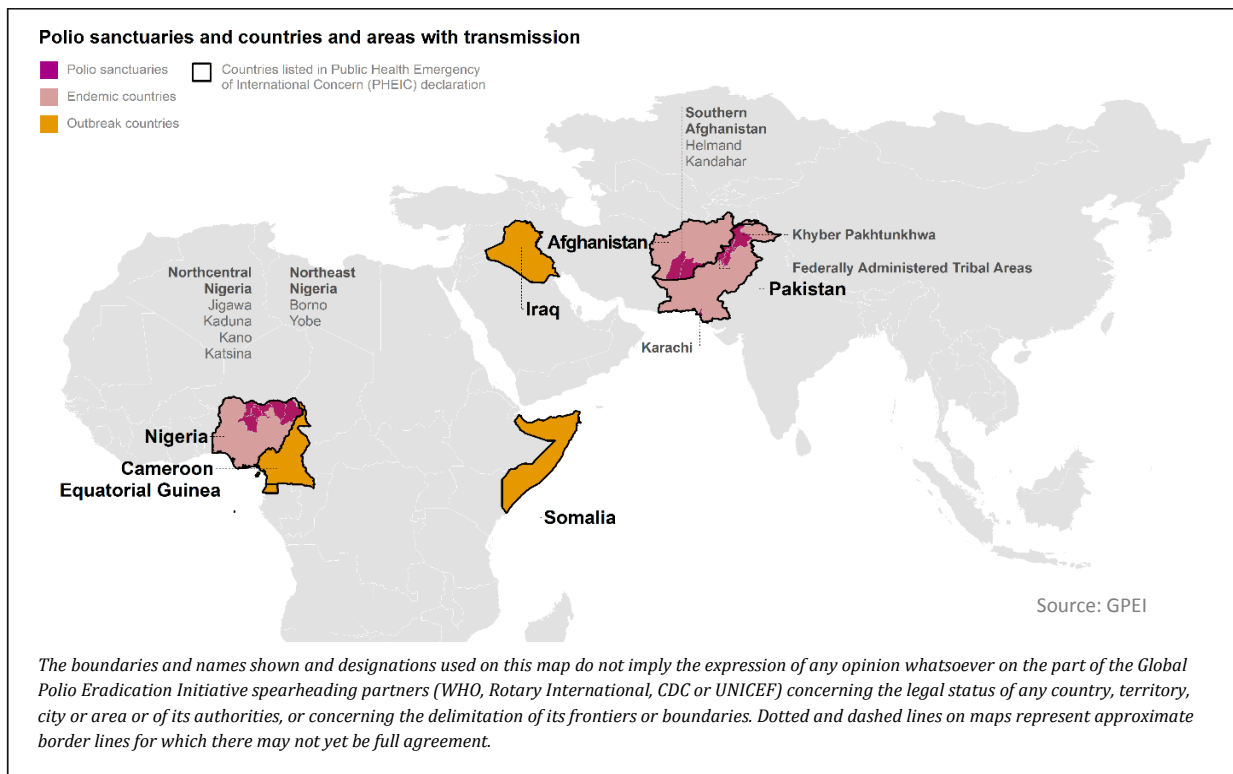 Polio sanctuaries and countries and areas with transmission
Polio sanctuaries
Endemic countries
Outbreak countries
Countries listed in Public Health Emergency
of International Concern (PHEIC) declaration
Southern
Afghanistan
Helmand
Kandahar
Afghanistan
Khyber Pakhtunkhwa
Federally Administered Tribal Areas
Pakistan
Karachi
Iraq
Northcentral
Nigeria
Jigawa
Kaduna
Kano
Katsina
Northeast
Nigeria
Borno
Yobe
Nigeria
Cameroon
Equatorial Guinea
Somalia
Source: GPEI
The boundaries and names shown and designations used on this map do not imply the expression of any opinion whatsoever on the part of the Global
Polio Eradication Initiative spearheading partners (WHO, Rotary International, CDC or UNICEF) concerning the legal status of any country, territory,
city or area or of its authorities, or concerning the delimitation of its frontiers or boundaries. Dotted and dashed lines on maps represent approximate
border lines for which there may not yet be full agreement.